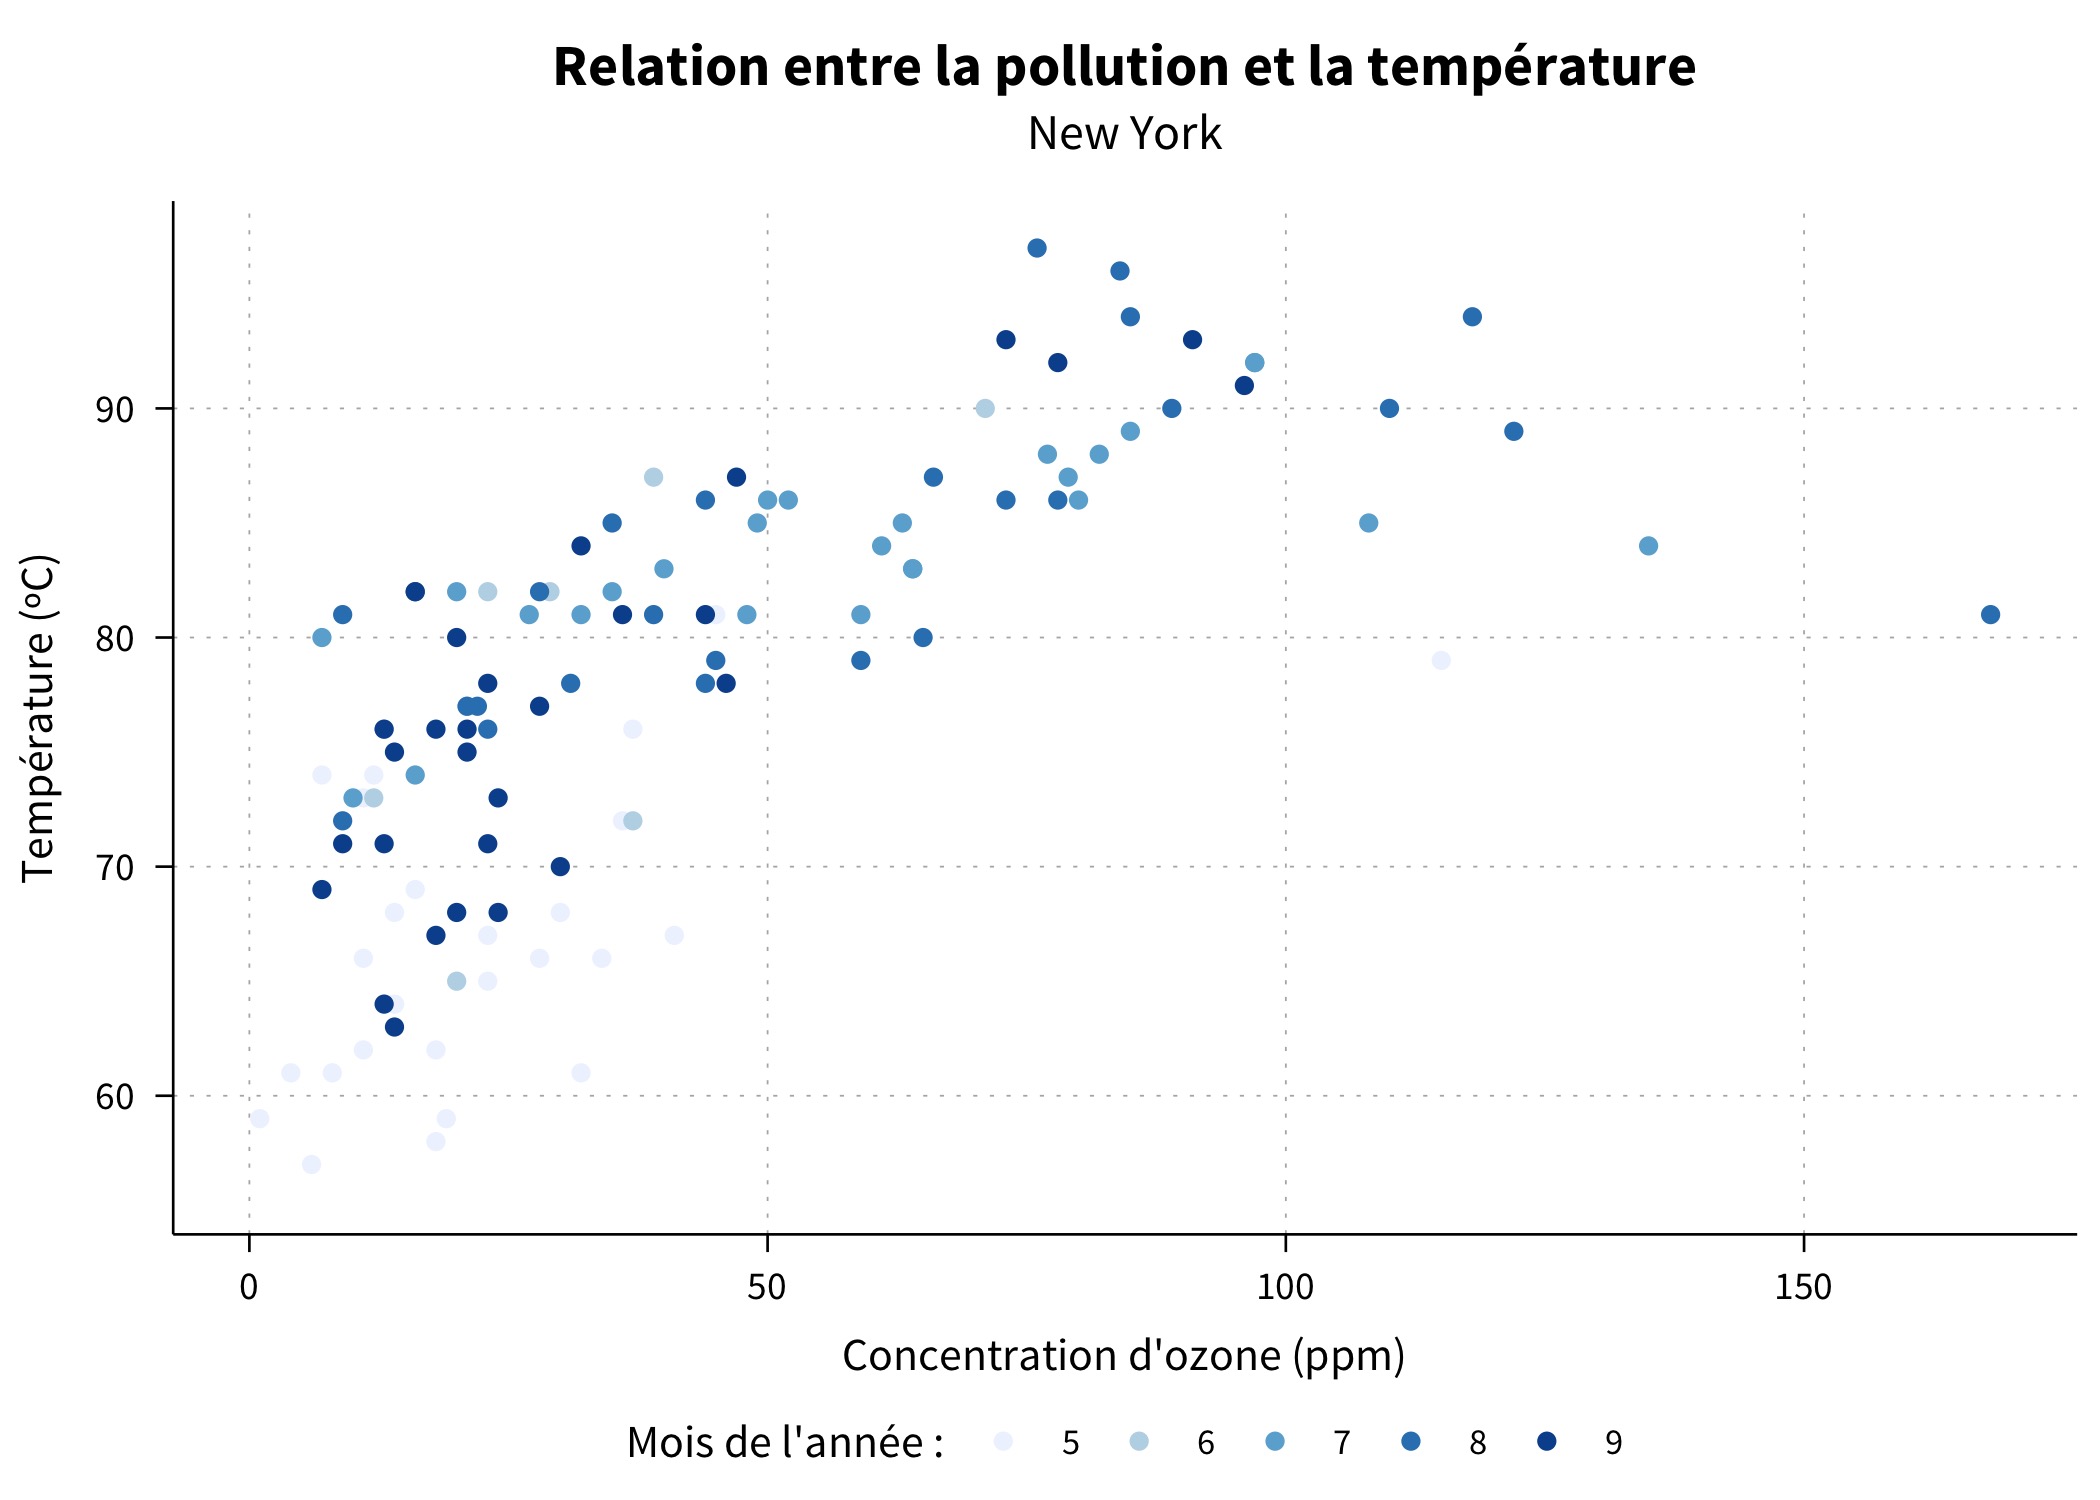 Relation entre la pollution et la température
New York
Température (ºC)
90
80
70
60
0 50 100 150
Concentration d'ozone (ppm)
Mois de l'année : 5 6 7 8 9